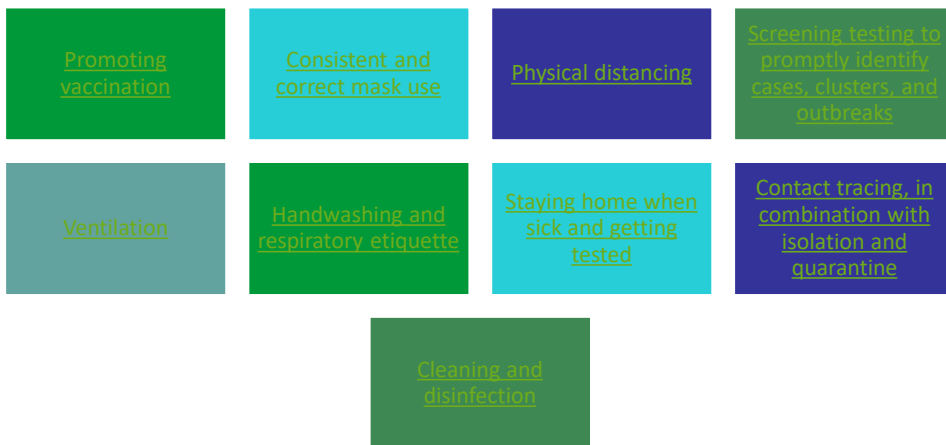 Promoting
vaccination
Consistent and
correct mask use
Physical distancing
Screening testing to
promptly identify
cases, clusters, and
outbreaks
Ventilation
Handwashing and
respiratory etiquette
Staying home when
sick and getting
tested
Contact tracing, in
combination with
isolation and
quarantine
Cleaning and
disinfection